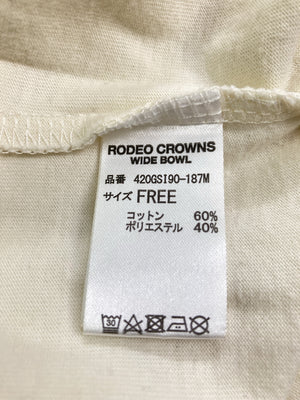 RODEO CROWNS
WIDE BOWL
品番 420GSI90-187M
サイズ FREE
コットン 60%
ポリエステル 40%
30